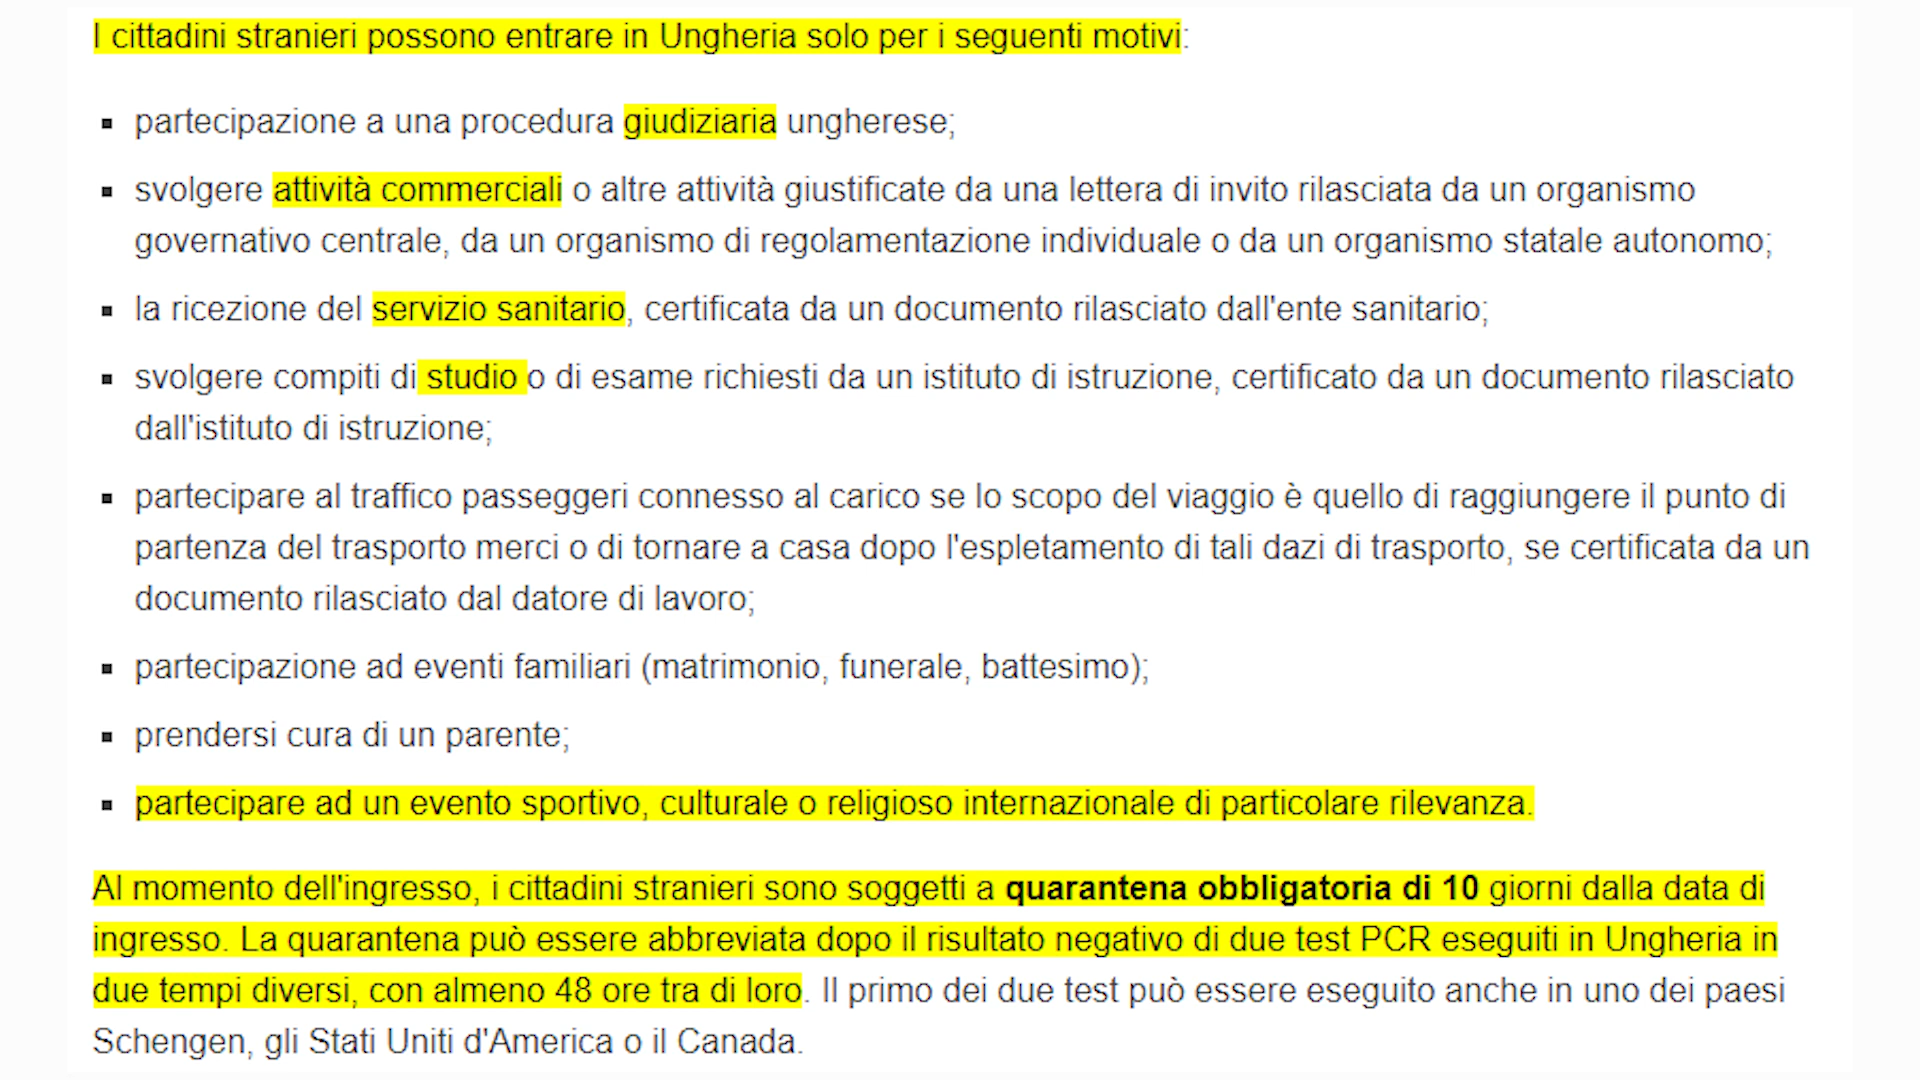 I cittadini stranieri possono entrare in Ungheria solo per i seguenti motivi:
▪ partecipazione a una procedura giudiziaria ungherese;
▪ svolgere attività commerciali o altre attività giustificate da una lettera di invito rilasciata da un organismo
governativo centrale, da un organismo di regolamentazione individuale o da un organismo statale autonomo;
▪ la ricezione del servizio sanitario, certificata da un documento rilasciato dall'ente sanitario;
▪ svolgere compiti di studio o di esame richiesti da un istituto di istruzione, certificato da un documento rilasciato
dall'istituto di istruzione;
▪ partecipare al traffico passeggeri connesso al carico se lo scopo del viaggio è quello di raggiungere il punto di
partenza del trasporto merci o di tornare a casa dopo l'espletamento di tali dazi di trasporto, se certificata da un
documento rilasciato dal datore di lavoro;
▪ partecipazione ad eventi familiari (matrimonio, funerale, battesimo);
▪ prendersi cura di un parente;
▪ partecipare ad un evento sportivo, culturale o religioso internazionale di particolare rilevanza.
Al momento dell'ingresso, i cittadini stranieri sono soggetti a quarantena obbligatoria di 10 giorni dalla data di
ingresso. La quarantena può essere abbreviata dopo il risultato negativo di due test PCR eseguiti in Ungheria in
due tempi diversi, con almeno 48 ore tra di loro. Il primo dei due test può essere eseguito anche in uno dei paesi
Schengen, gli Stati Uniti d'America o il Canada.